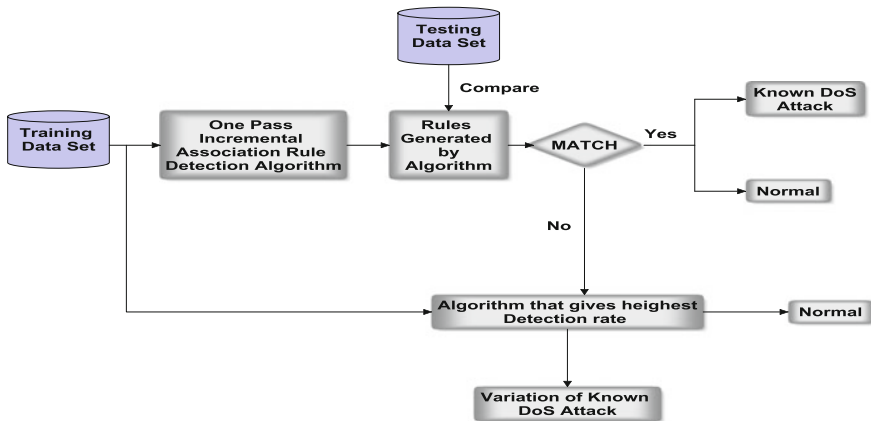 Testing
Data Set
Compare
Training
Data Set
One Pass
Incremental
Association Rule
Detection Algorithm
Rules
Generated
by
Algorithm
MATCH
Yes
Known DoS
Attack
Normal
No
Algorithm that gives heighest
Detection rate
Normal
Variation of Known
DoS Attack